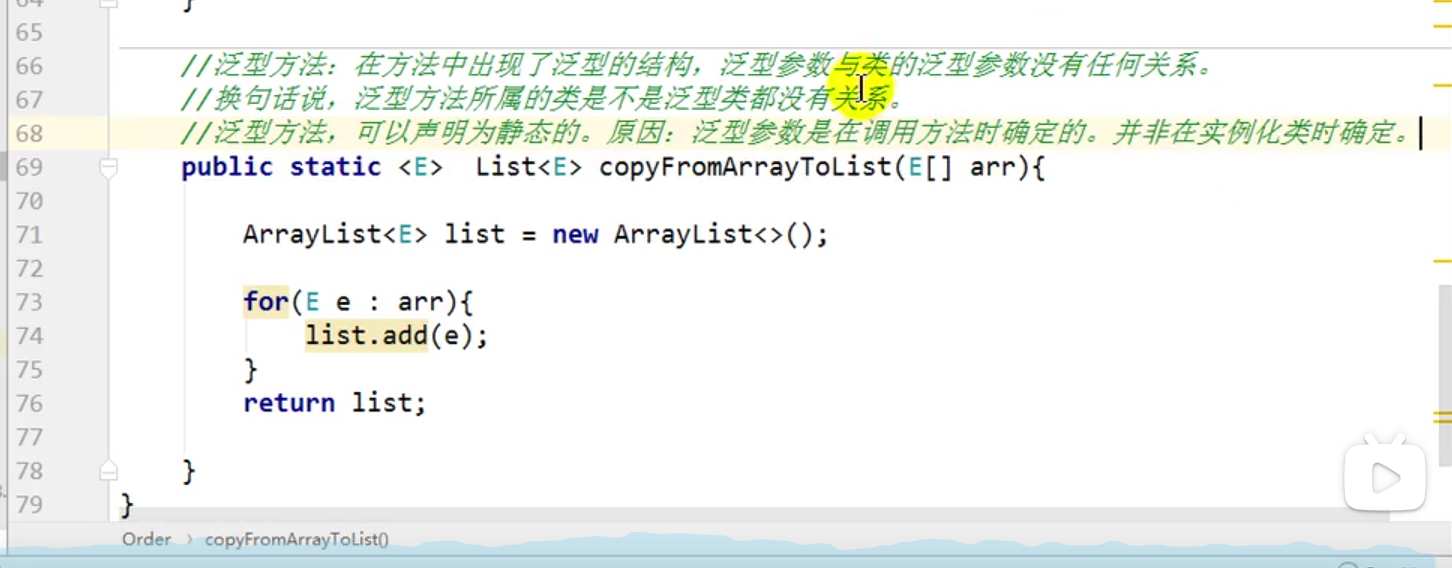 64 }
65
66 //泛型方法：在方法中出现了泛型的结构，泛型参数与类的泛型参数没有任何关系。
67 //换句话说，泛型方法所属的类是不是泛型类都没有关系。
68 //泛型方法，可以声明为静态的。原因：泛型参数是在调用方法时确定的。并非在实例化类时确定。
69 public static <E>  List<E> copyFromArrayToList(E[] arr){
70
71 ArrayList<E> list = new ArrayList<>();
72
73 for(E e : arr){
74 list.add(e);
75 }
76 return list;
77
78 }
79 }
Order › copyFromArrayToList()